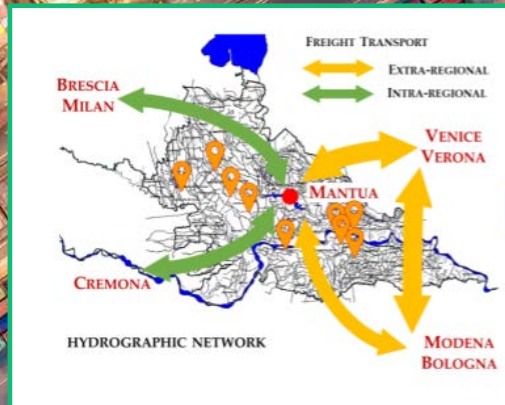 FREIGHT TRANSPORT
EXTRA-REGIONAL
INTRA-REGIONAL
BRESCIA
MILAN
VENICE
VERONA
MANTUA
CREMONA
MODENA
BOLOGNA
HYDROGRAPHIC NETWORK